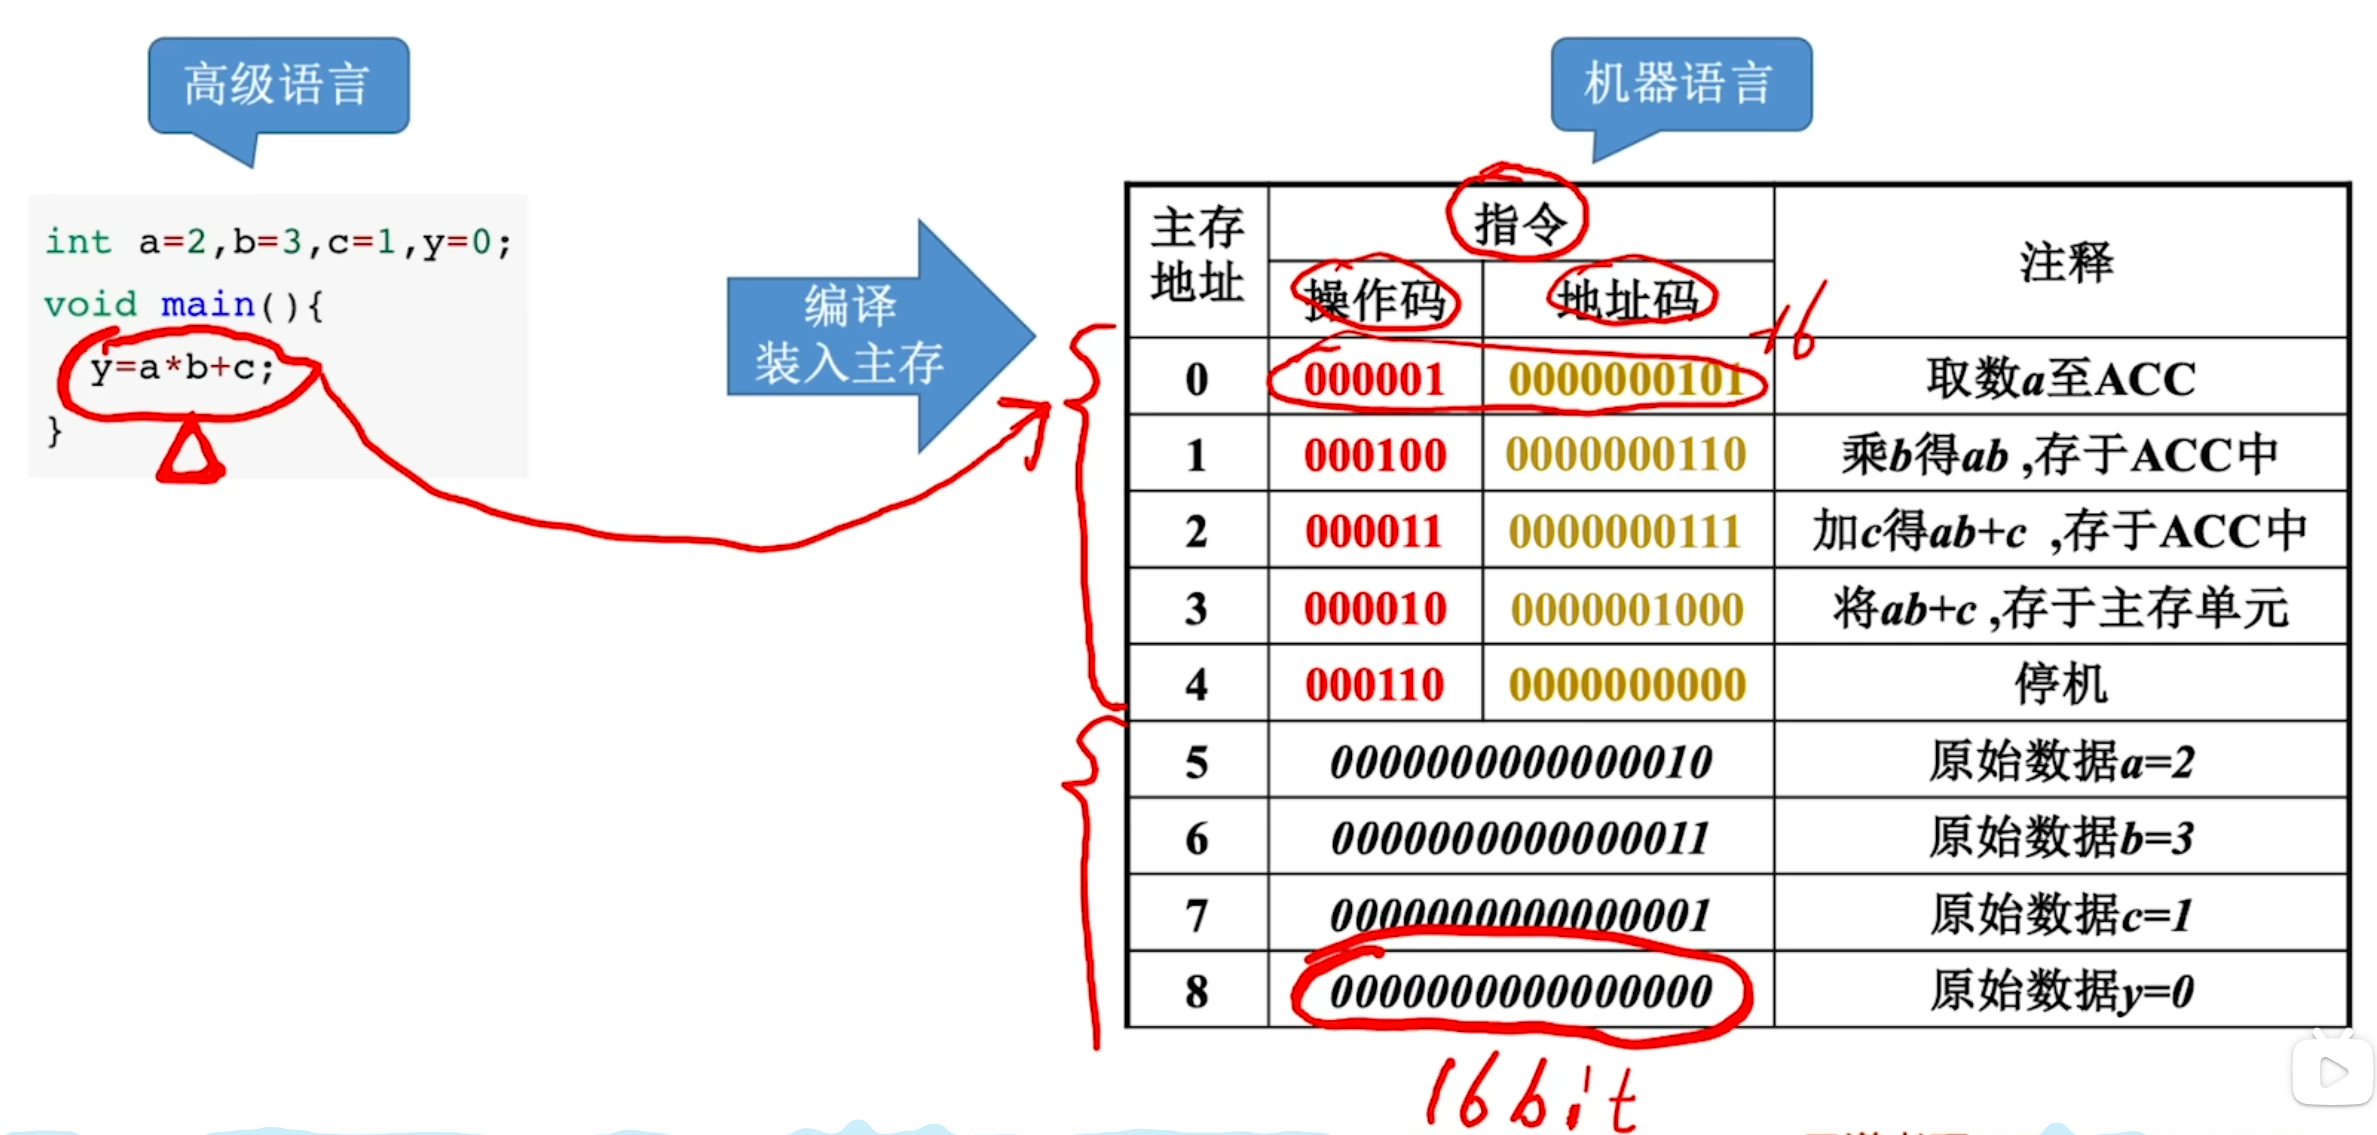 高级语言
机器语言
int a=2,b=3,c=1,y=0;
void main(){
y=a*b+c;
}
编译
装入主存
主存地址 指令 注释
操作码 地址码
16
0 000001 0000000101 取数a至ACC
1 000100 0000000110 乘b得ab ,存于ACC中
2 000011 0000000111 加c得ab+c ,存于ACC中
3 000010 0000001000 将ab+c ,存于主存单元
4 000110 0000000000 停机
5 0000000000000010 原始数据a=2
6 0000000000000011 原始数据b=3
7 0000000000000001 原始数据c=1
8 0000000000000000 原始数据y=0
16bit